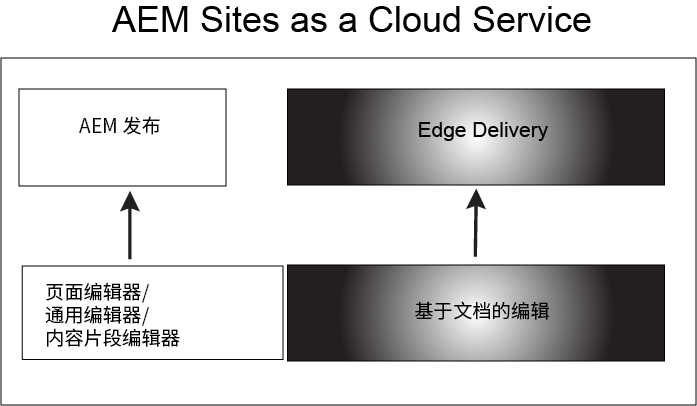 AEM Sites as a Cloud Service
AEM 发布
Edge Delivery
页面编辑器/
通用编辑器/
内容片段编辑器
基于文档的编辑